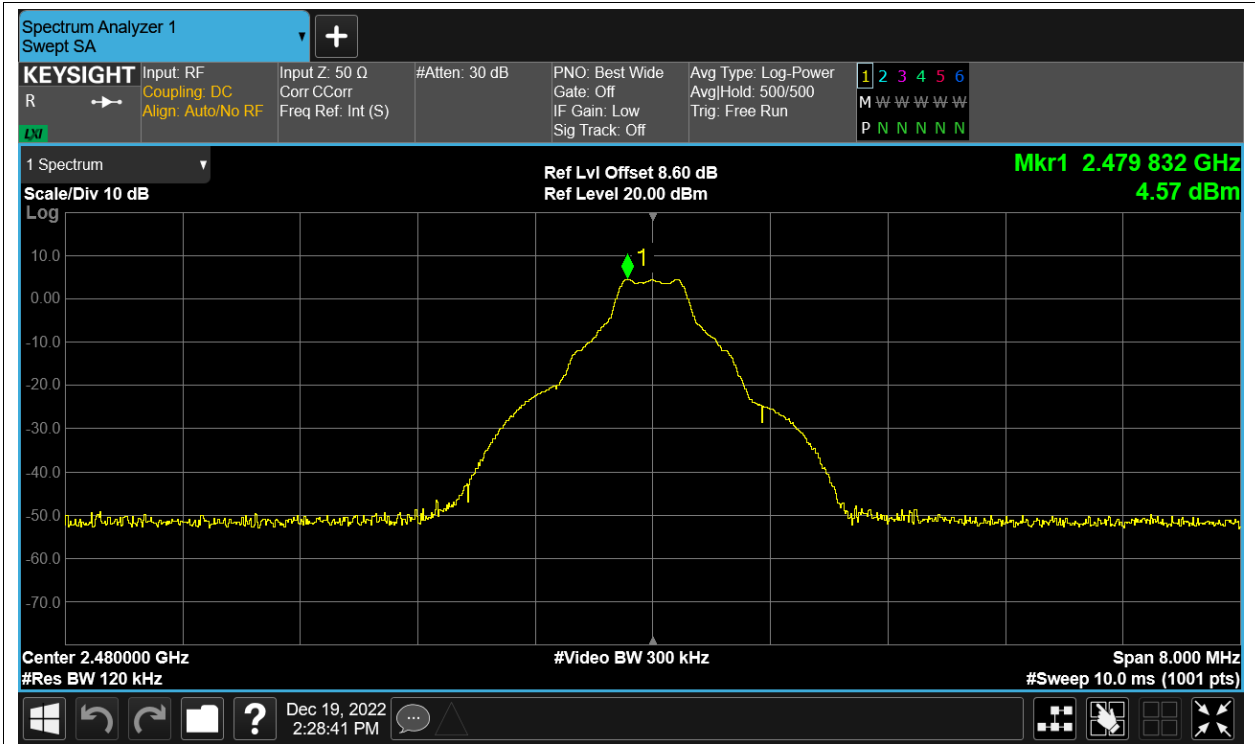 Spectrum Analyzer 1
Swept SA
KEYSIGHT
R
LXI
Input: RF
Coupling: DC
Align: Auto/No RF
Input Z: 50 Ω
Corr CCorr
Freq Ref: Int (S)
#Atten: 30 dB
PNO: Best Wide
Gate: Off
IF Gain: Low
Sig Track: Off
Avg Type: Log-Power
Avg|Hold: 500/500
Trig: Free Run
1 2 3 4 5 6
M W W W W W
P N N N N N
1 Spectrum
Scale/Div 10 dB
Ref Lvl Offset 8.60 dB
Ref Level 20.00 dBm
Mkr1 2.479 832 GHz
4.57 dBm
Log
1
10.0
0.00
-10.0
-20.0
-30.0
-40.0
-50.0
-60.0
-70.0
Center 2.480000 GHz
#Res BW 120 kHz
#Video BW 300 kHz
Span 8.000 MHz
#Sweep 10.0 ms (1001 pts)
?
Dec 19, 2022
2:28:41 PM